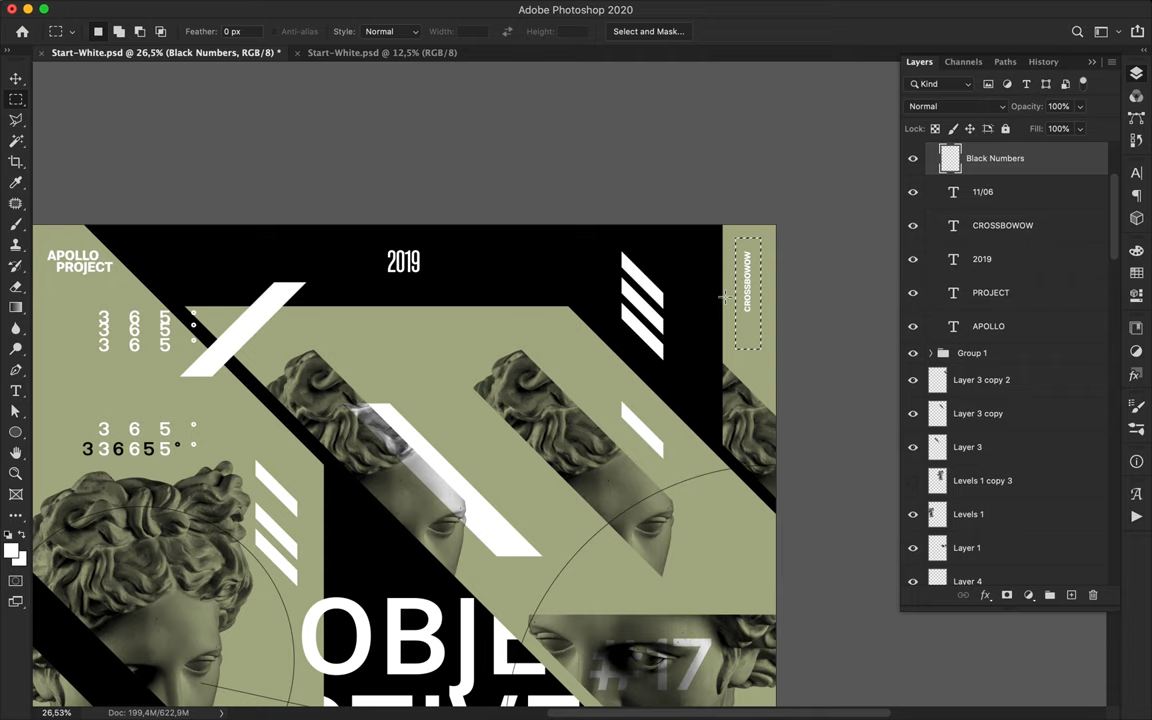 Adobe Photoshop 2020
Feather: 0 px
Anti-alias
Style: Normal
Width:
Height:
Select and Mask...
Start-White.psd @ 26,5% (Black Numbers, RGB/8) *
Start-White.psd @ 12,5% (RGB/8)
Layers
Channels
Paths
History
Kind
Normal
Opacity: 100%
Lock:
Fill: 100%
Black Numbers
11/06
CROSSBOWOW
2019
PROJECT
APOLLO
Group 1
Layer 3 copy 2
Layer 3 copy
Layer 3
Levels 1 copy 3
Levels 1
Layer 1
Layer 4
APOLLO
PROJECT
2019
CROSSBOWOW
3 6 5 °
3 6 5
3 6 5
3 6 5 °
3 3 6 6 5 5 ° °
OBJE
#17
26,53%
Doc: 199,4M/622,9M